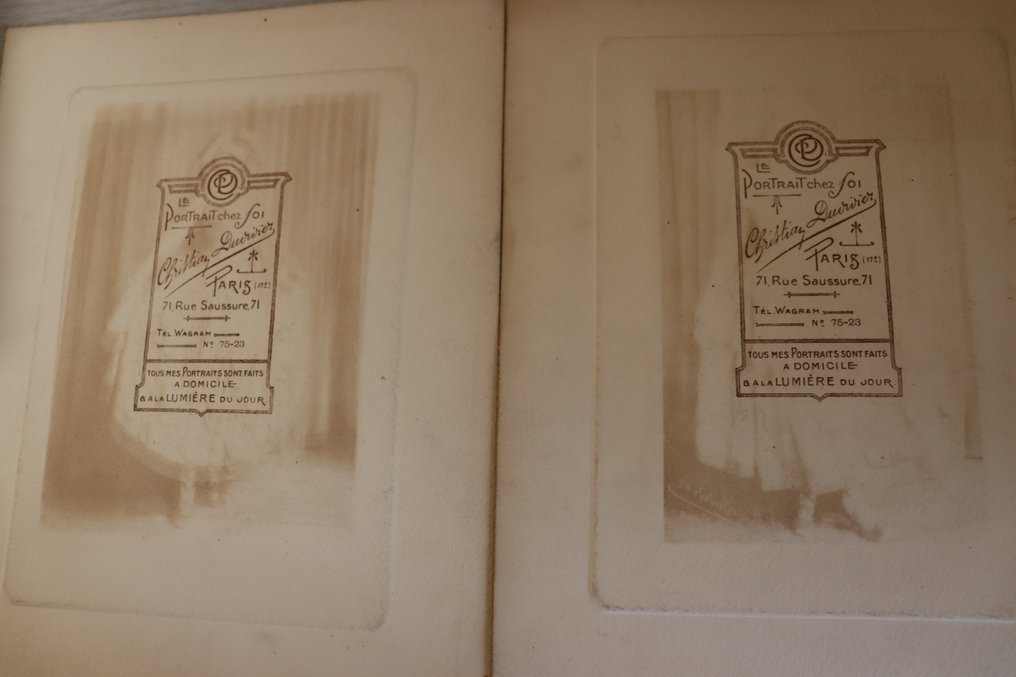 LE
PORTRAIT chez SOI
Christian Duvivier
PARIS (17E)
71, Rue Saussure, 71
TÉL. WAGRAM
No 75-23
TOUS MES PORTRAITS SONT FAITS
A DOMICILE
& A LA LUMIÈRE DU JOUR
LE
PORTRAIT chez SOI
Christian Duvivier
PARIS (17E)
71, Rue Saussure, 71
TÉL. WAGRAM
No 75-23
TOUS MES PORTRAITS SONT FAITS
A DOMICILE
& A LA LUMIÈRE DU JOUR